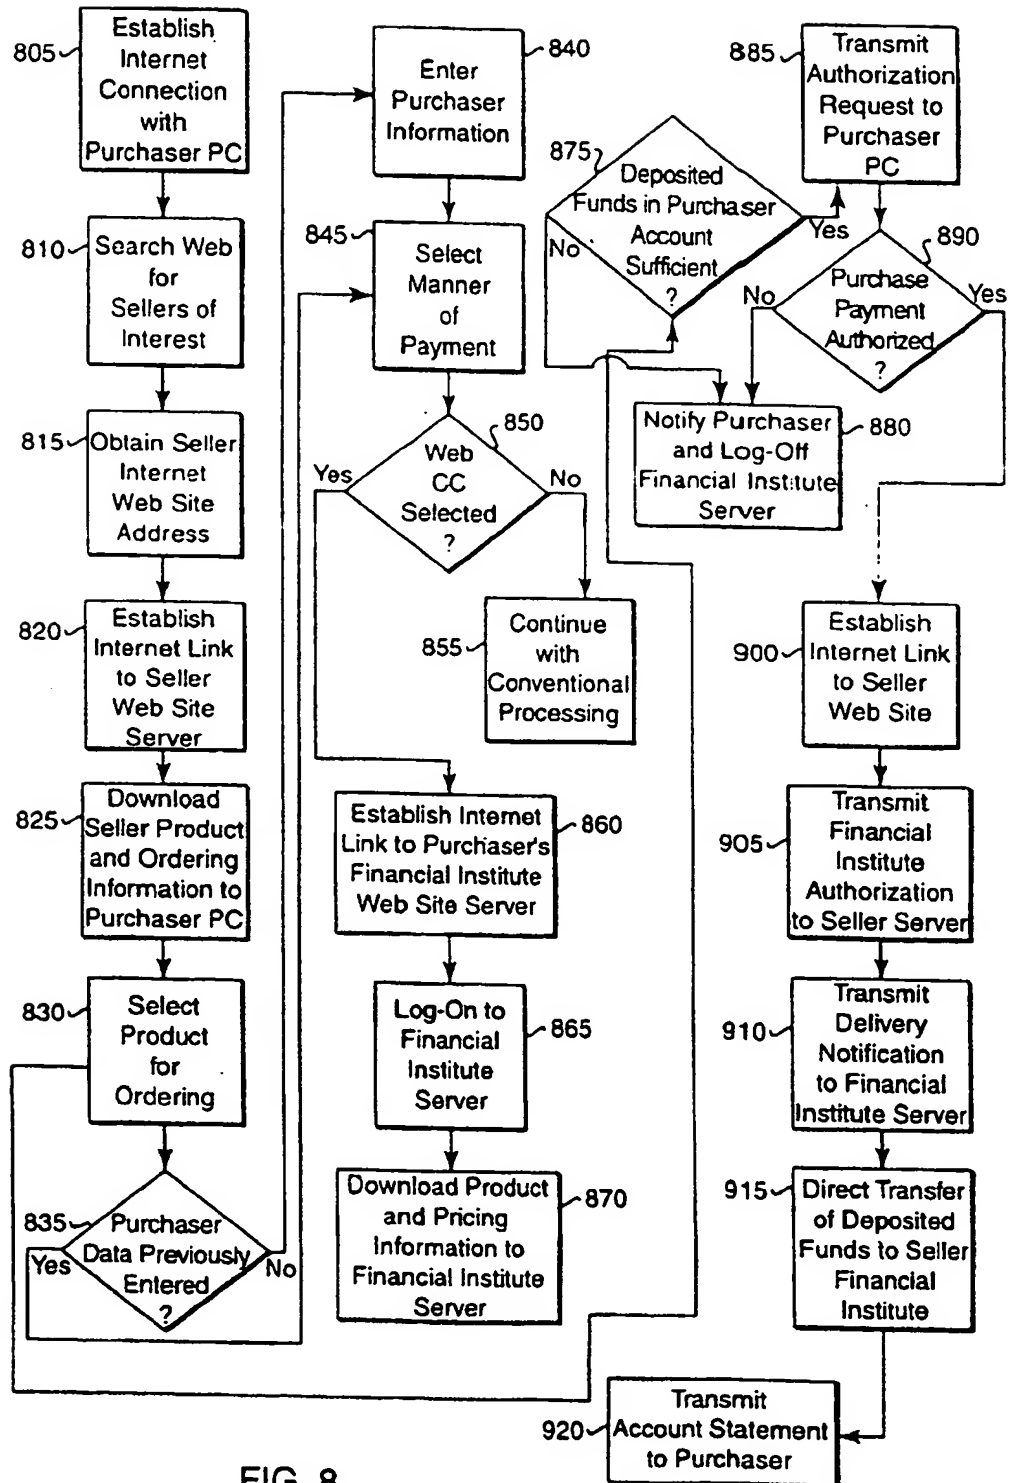 805
Establish
Internet
Connection
with
Purchaser PC
810
Search Web
for
Sellers of
Interest
815
Obtain Seller
Internet
Web Site
Address
820
Establish
Internet Link
to Seller
Web Site
Server
825
Download
Seller Product
and Ordering
Information to
Purchaser PC
830
Select
Product
for
Ordering
835
Purchaser
Data Previously
Entered
?
Yes
No
840
Enter
Purchaser
Information
845
Select
Manner
of
Payment
850
Web
CC
Selected
?
Yes
No
855
Continue
with
Conventional
Processing
860
Establish Internet
Link to Purchaser's
Financial Institute
Web Site Server
865
Log-On to
Financial
Institute
Server
870
Download Product
and Pricing
Information to
Financial Institute
Server
875
Deposited
Funds in Purchaser
Account
Sufficient
?
No
Yes
880
Notify Purchaser
and Log-Off
Financial Institute
Server
885
Transmit
Authorization
Request to
Purchaser
PC
890
Purchase
Payment
Authorized
?
No
Yes
900
Establish
Internet Link
to Seller
Web Site
905
Transmit
Financial
Institute
Authorization
to Seller Server
910
Transmit
Delivery
Notification
to Financial
Institute Server
915
Direct Transfer
of Deposited
Funds to Seller
Financial
Institute
920
Transmit
Account Statement
to Purchaser
FIG. 8